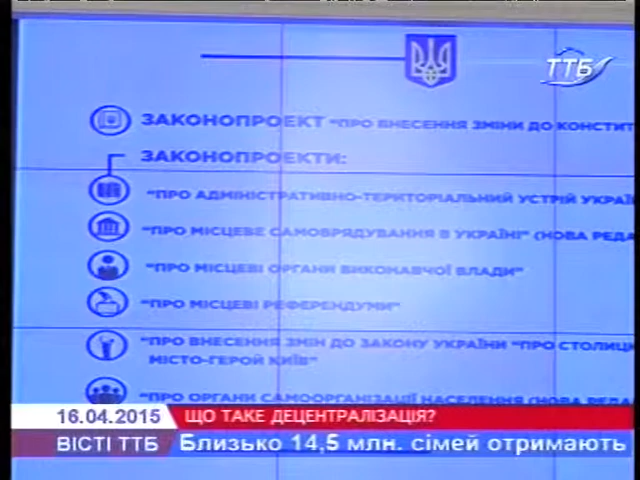 ТТБ
ЗАКОНОПРОЕКТ "ПРО ВНЕСЕННЯ ЗМІНИ ДО КОНСТИТ
ЗАКОНОПРОЕКТИ:
"ПРО АДМІНІСТРАТИВНО-ТЕРИТОРІАЛЬНИЙ УСТРІЙ УКРАЇ
"ПРО МІСЦЕВЕ САМОВРЯДУВАННЯ В УКРАЇНІ" (НОВА РЕДА
"ПРО МІСЦЕВІ ОРГАНИ ВИКОНАВЧОЇ ВЛАДИ"
"ПРО МІСЦЕВІ РЕФЕРЕНДУМИ"
"ПРО ВНЕСЕННЯ ЗМІН ДО ЗАКОНУ УКРАЇНИ "ПРО СТОЛИЦЮ
МІСТО-ГЕРОЙ КИЇВ"
"ПРО ОРГАНИ САМООРГАНІЗАЦІЇ НАСЕЛЕННЯ (НОВА РЕДА
16.04.2015 ЩО ТАКЕ ДЕЦЕНТРАЛІЗАЦІЯ?
ВІСТІ ТТБ Близько 14,5 млн. сімей отримають